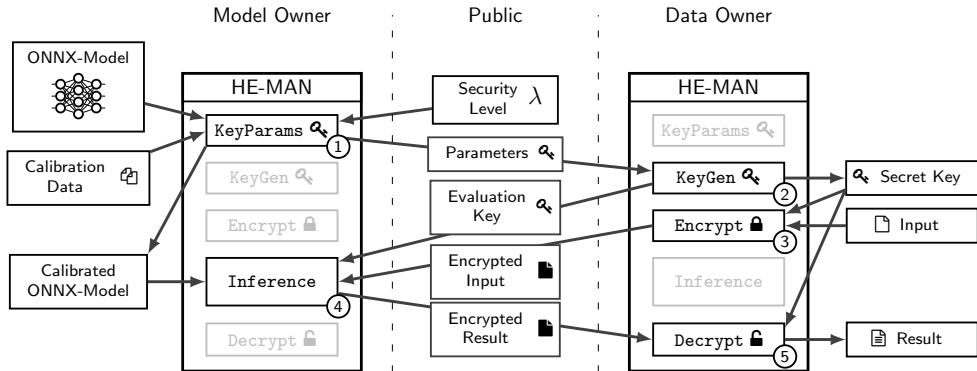 Model Owner
Public
Data Owner
ONNX-Model
Calibration
Data
Calibrated
ONNX-Model
HE-MAN
KeyParams
1
KeyGen
Encrypt
Inference
4
Decrypt
Security
Level
λ
Parameters
Evaluation
Key
Encrypted
Input
Encrypted
Result
HE-MAN
KeyParams
KeyGen
2
Encrypt
3
Inference
Decrypt
5
Secret Key
Input
Result